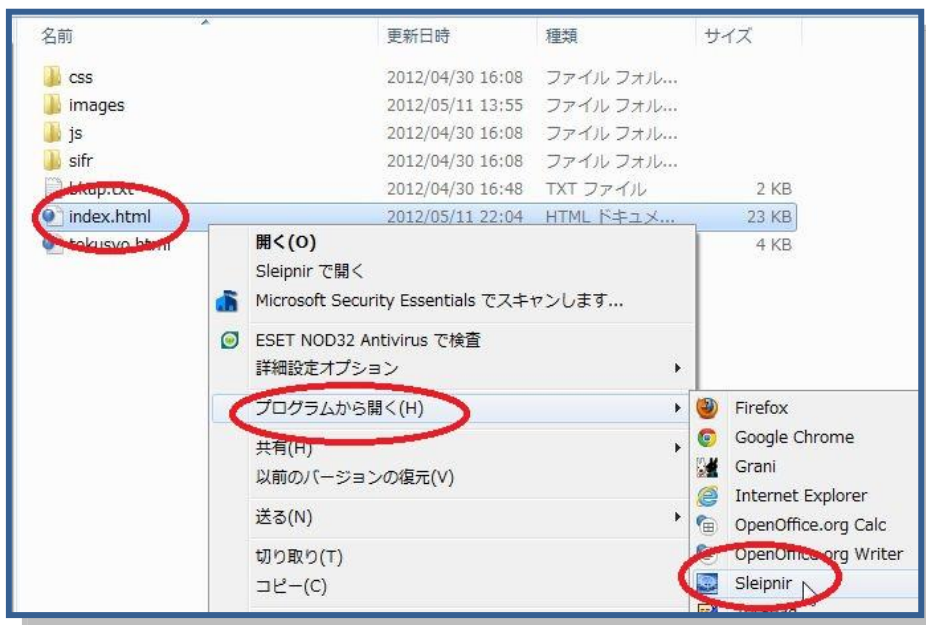 名前 更新日時 種類 サイズ
css 2012/04/30 16:08 ファイル フォル...
images 2012/05/11 13:55 ファイル フォル...
js 2012/04/30 16:08 ファイル フォル...
sifr 2012/04/30 16:08 ファイル フォル...
bkup.txt 2012/04/30 16:48 TXT ファイル 2 KB
index.html 2012/05/11 22:04 HTML ドキュメ... 23 KB
tokusyo.html 4 KB
開く(O)
Sleipnir で開く
Microsoft Security Essentials でスキャンします...
ESET NOD32 Antivirus で検査
詳細設定オプション
プログラムから開く(H)
共有(H)
以前のバージョンの復元(V)
送る(N)
切り取り(T)
コピー(C)
Firefox
Google Chrome
Grani
Internet Explorer
OpenOffice.org Calc
OpenOffice.org Writer
Sleipnir